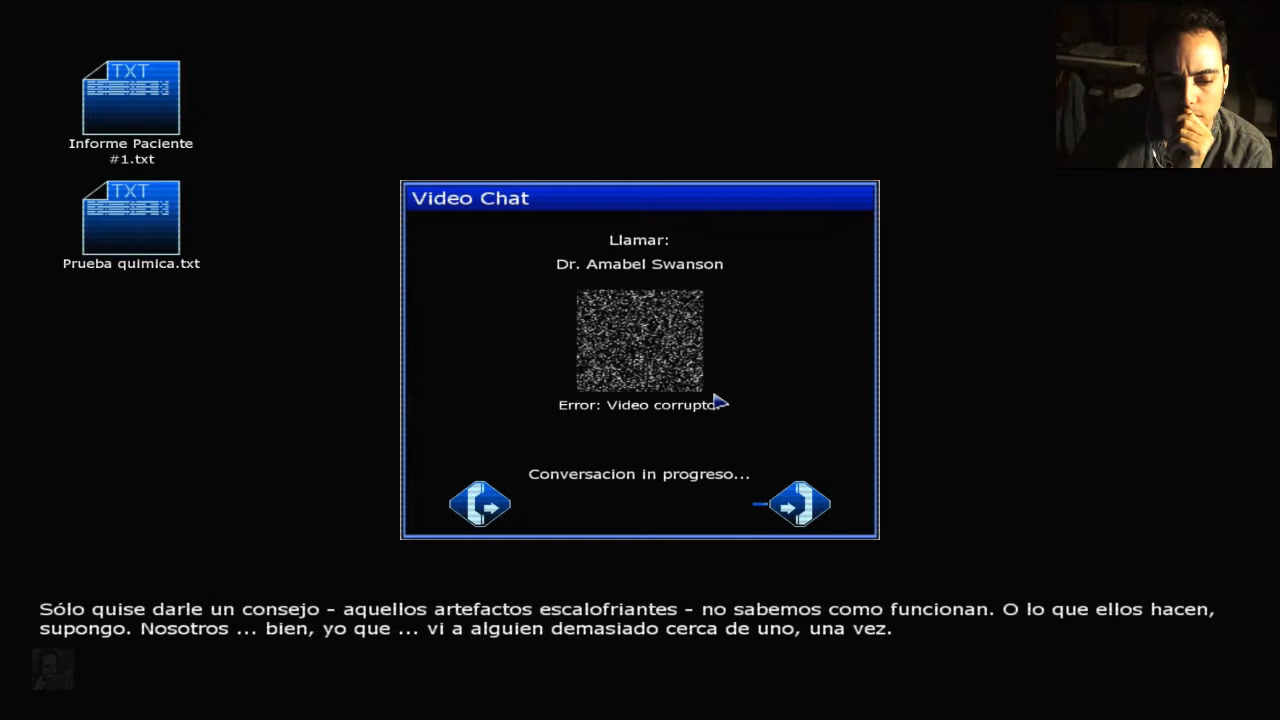 TXT
Informe Paciente
#1.txt
TXT
Prueba quimica.txt
Video Chat
Llamar:
Dr. Amabel Swanson
Error: Video corrupto
Conversacion in progreso...
Sólo quise darle un consejo - aquellos artefactos escalofriantes - no sabemos como funcionan. O lo que ellos hacen,
supongo. Nosotros ... bien, yo que ... vi a alguien demasiado cerca de uno, una vez.